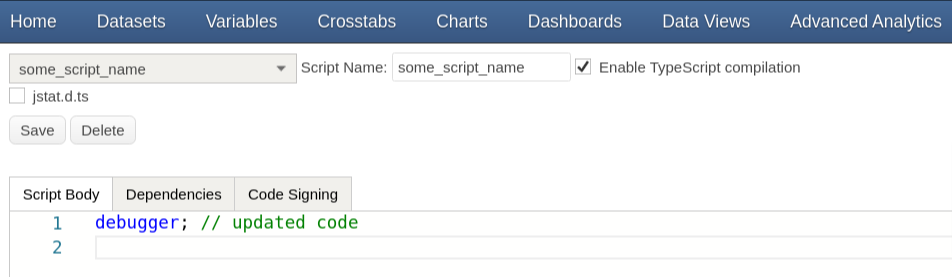 Home Datasets Variables Crosstabs Charts Dashboards Data Views Advanced Analytics
some_script_name Script Name: some_script_name Enable TypeScript compilation
jstat.d.ts
Save Delete
Script Body Dependencies Code Signing
1 debugger; // updated code
2